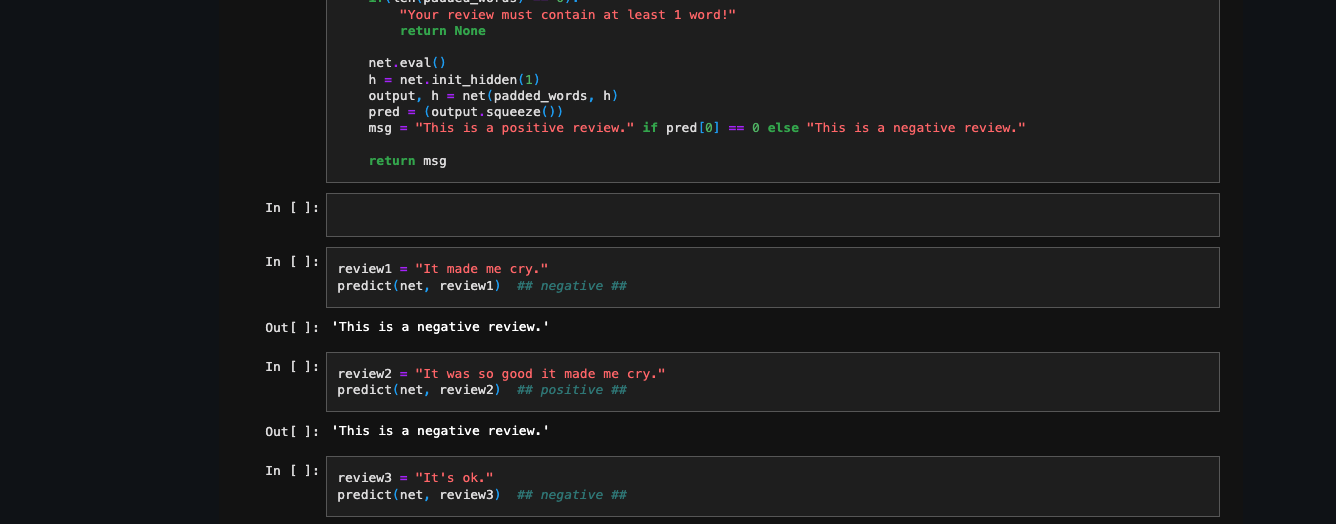 "Your review must contain at least 1 word!"
return None
net.eval()
h = net.init_hidden(1)
output, h = net(padded_words, h)
pred = (output.squeeze())
msg = "This is a positive review." if pred[0] == 0 else "This is a negative review."
return msg
In [ ]:
In [ ]:
review1 = "It made me cry."
predict(net, review1)  ## negative ##
Out[ ]: 'This is a negative review.'
In [ ]:
review2 = "It was so good it made me cry."
predict(net, review2)  ## positive ##
Out[ ]: 'This is a negative review.'
In [ ]:
review3 = "It's ok."
predict(net, review3)  ## negative ##